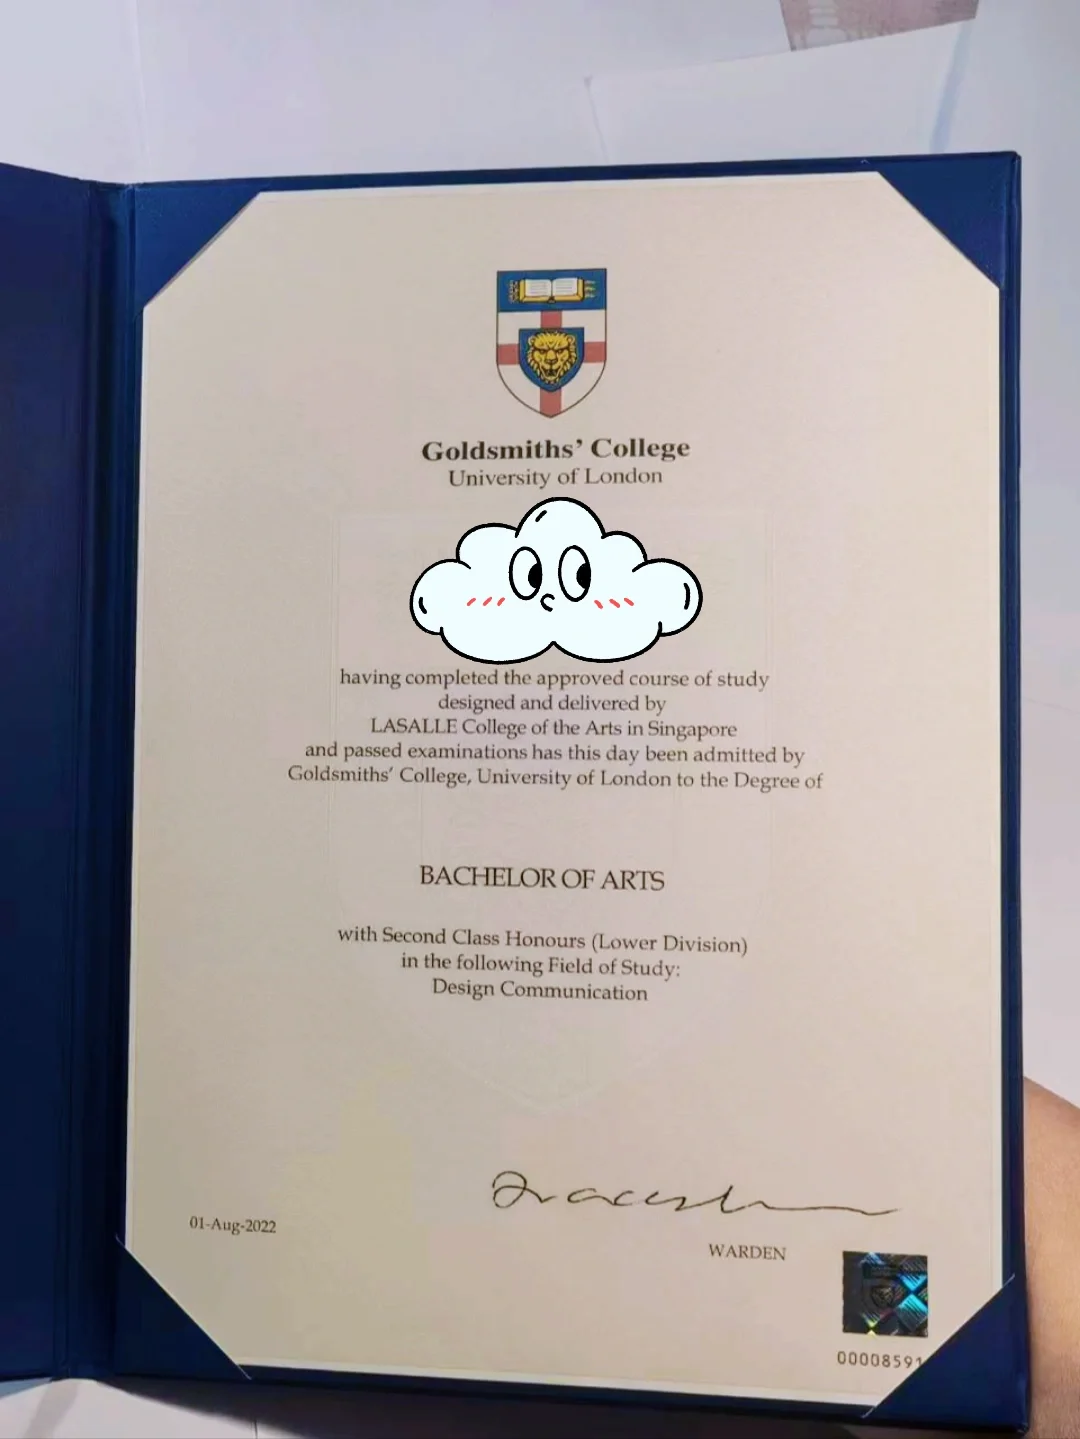 Goldsmiths' College
University of London
having completed the approved course of study
designed and delivered by
LASALLE College of the Arts in Singapore
and passed examinations has this day been admitted by
Goldsmiths' College, University of London to the Degree of
BACHELOR OF ARTS
with Second Class Honours (Lower Division)
in the following Field of Study:
Design Communication
01-Aug-2022
WARDEN
00008591